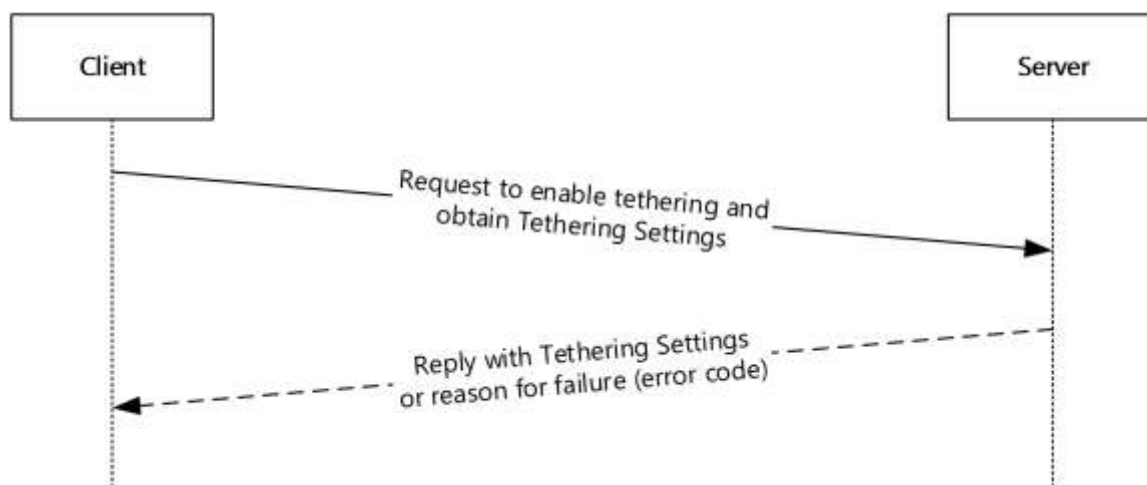 Client
Server
Request to enable tethering and
obtain Tethering Settings
Reply with Tethering Settings
or reason for failure (error code)